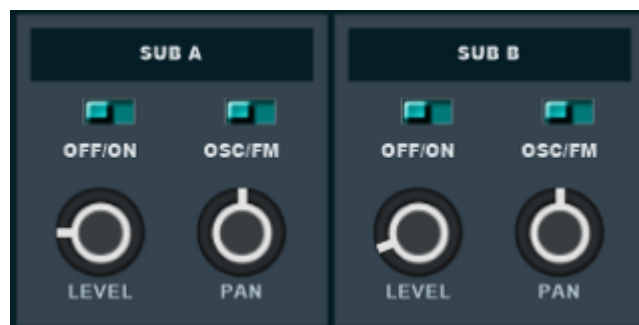 SUB A
OFF/ON OSC/FM
LEVEL PAN
SUB B
OFF/ON OSC/FM
LEVEL PAN